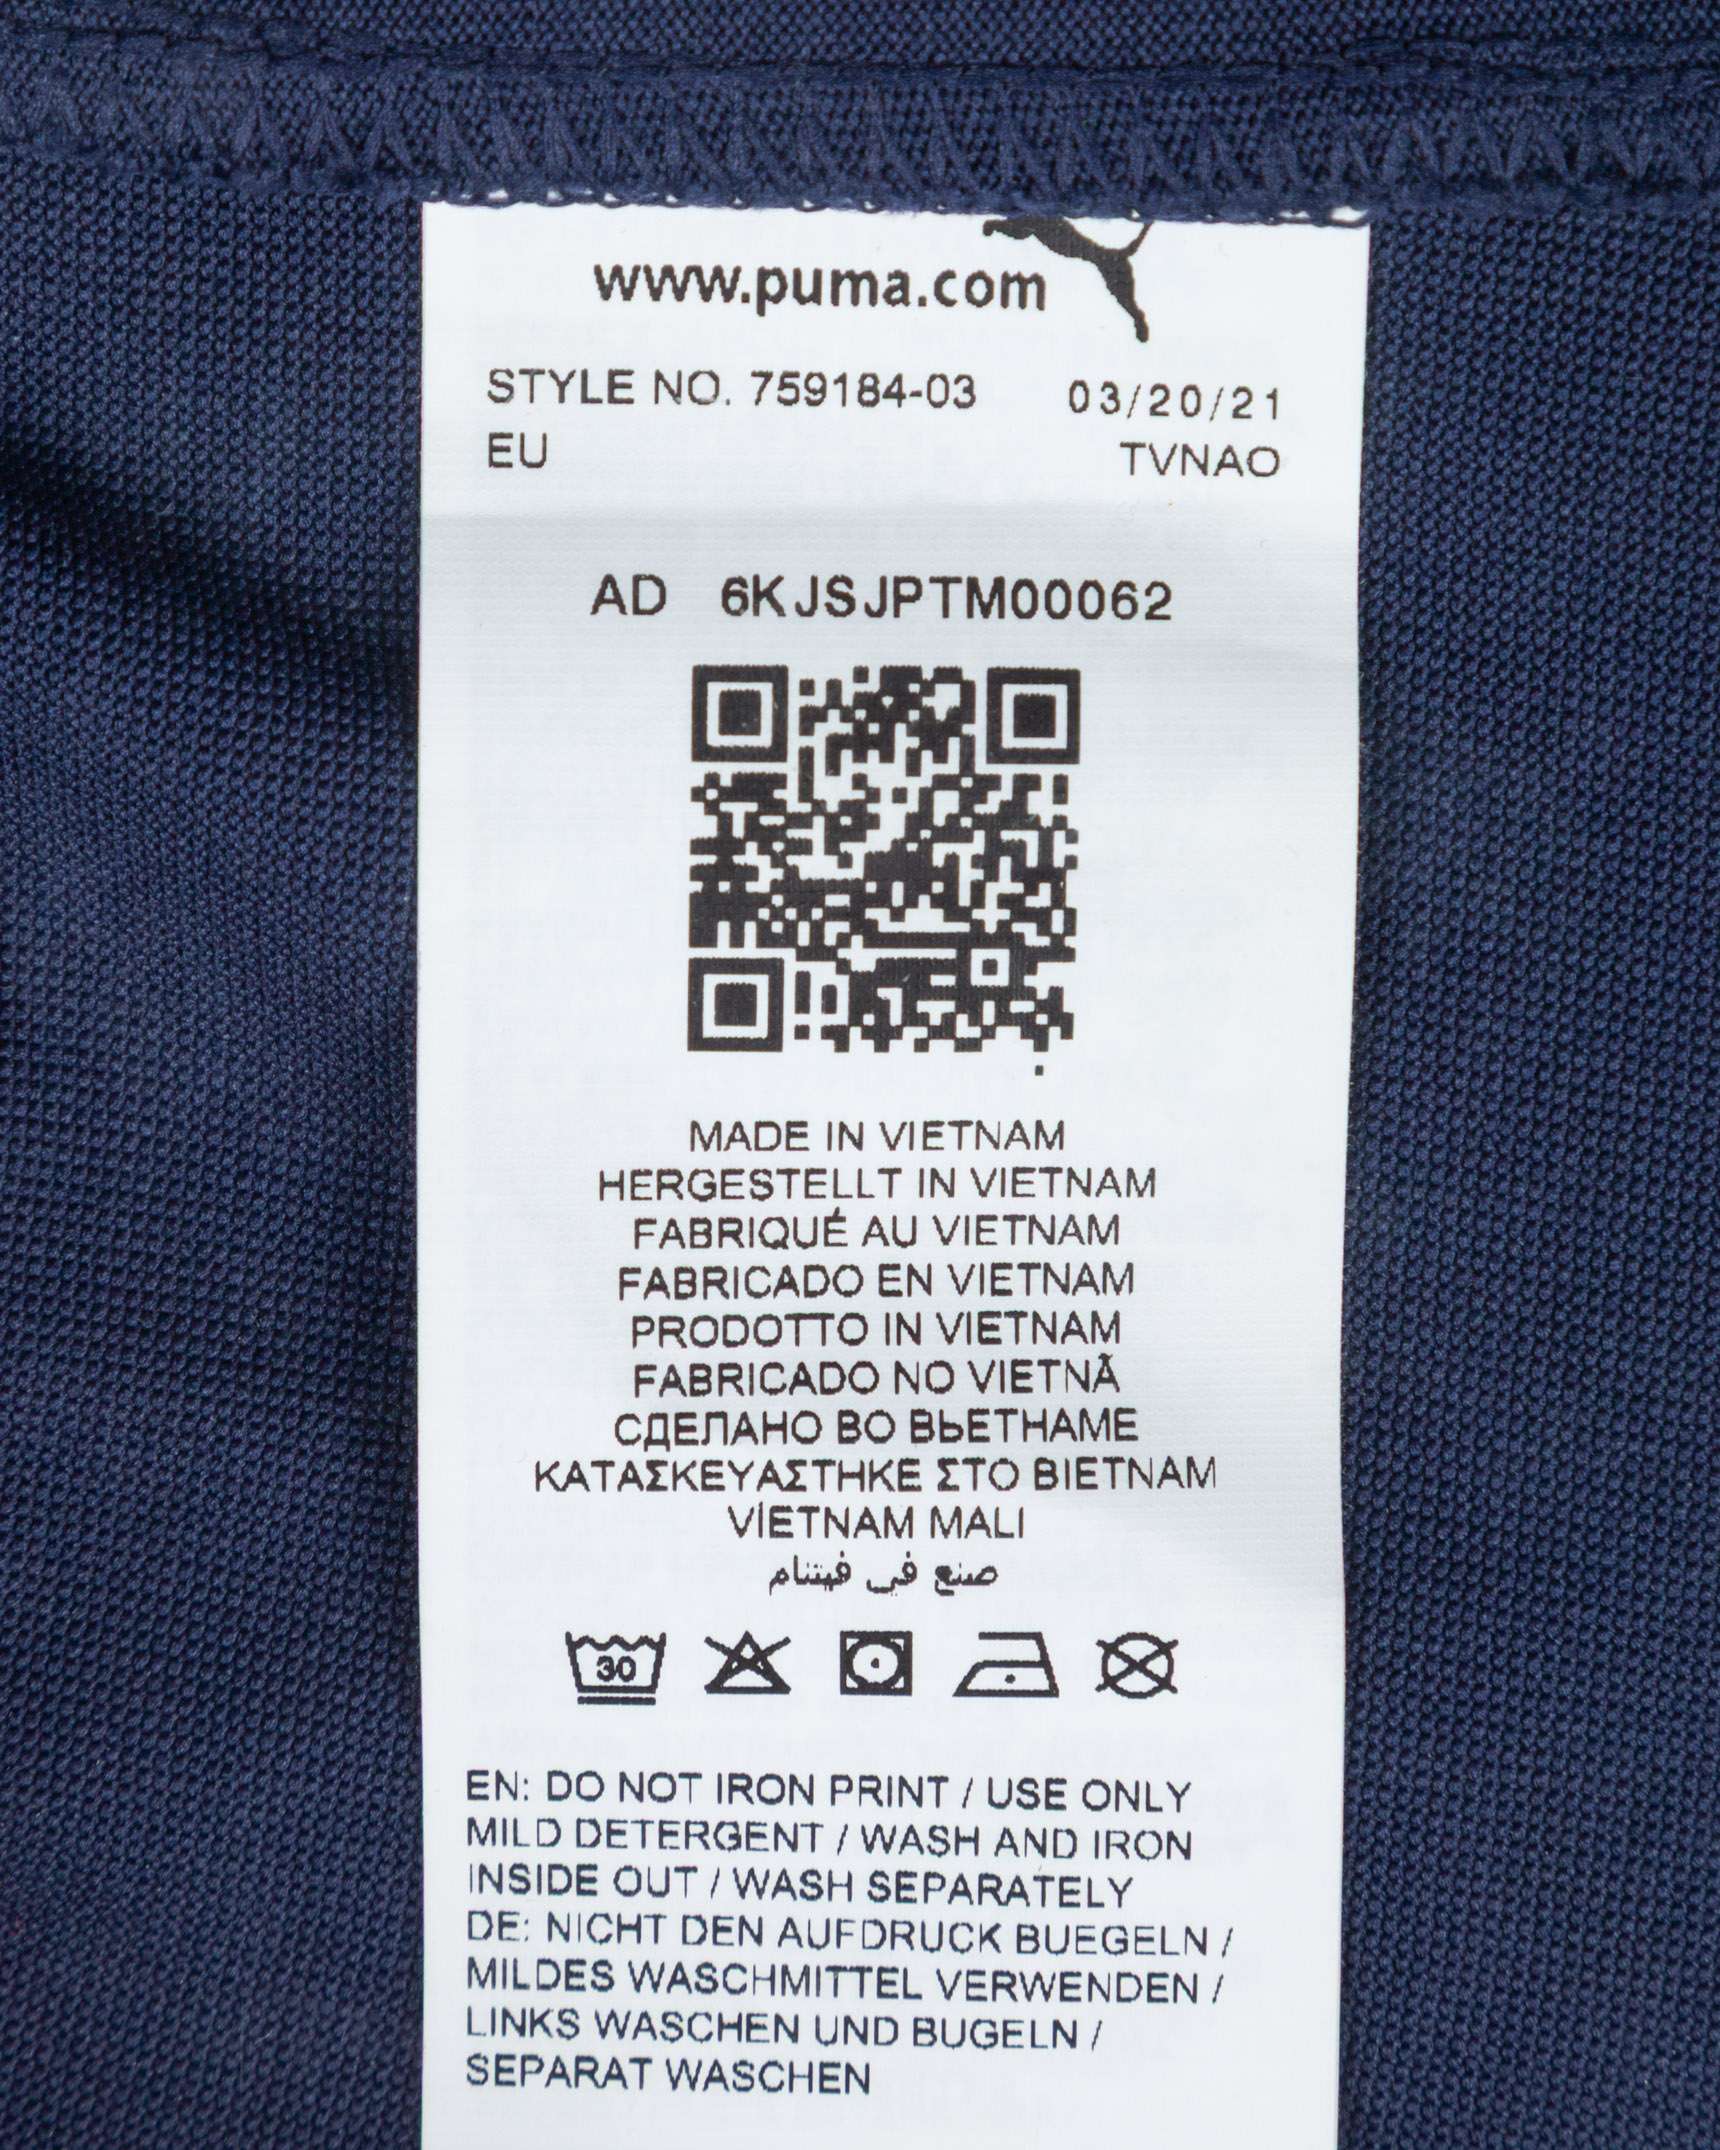 www.puma.com
STYLE NO. 759184-03 03/20/21
EU TVNAO
AD 6KJSJPTM00062
MADE IN VIETNAM
HERGESTELLT IN VIETNAM
FABRIQUÉ AU VIETNAM
FABRICADO EN VIETNAM
PRODOTTO IN VIETNAM
FABRICADO NO VIETNÃ
СДЕЛАНО ВО ВЬЕТНАМЕ
ΚΑΤΑΣΚΕΥΑΣΤΗΚΕ ΣΤΟ ΒΙΕΤΝΑΜ
VİETNAM MALI
صنع في فيتنام
30
EN: DO NOT IRON PRINT / USE ONLY
MILD DETERGENT / WASH AND IRON
INSIDE OUT / WASH SEPARATELY
DE: NICHT DEN AUFDRUCK BUEGELN /
MILDES WASCHMITTEL VERWENDEN /
LINKS WASCHEN UND BUGELN /
SEPARAT WASCHEN